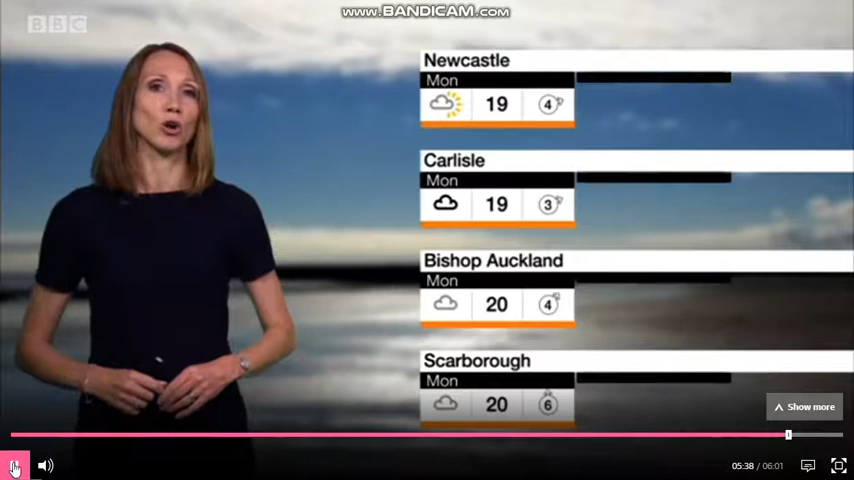 www.BANDICAM.com
BBC
Newcastle
Mon
19
4
Carlisle
Mon
19
3
Bishop Auckland
Mon
20
4
Scarborough
Mon
20
6
Show more
05:38 / 06:01